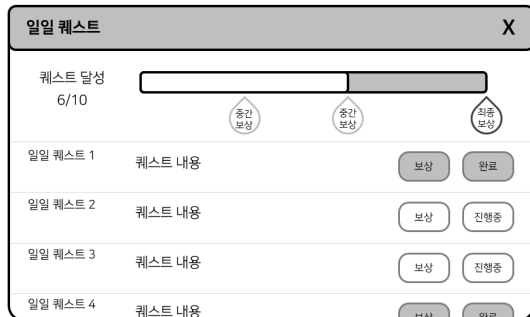 일일 퀘스트 X
퀘스트 달성
6/10
중간
보상
중간
보상
최종
보상
일일 퀘스트 1 퀘스트 내용 보상 완료
일일 퀘스트 2 퀘스트 내용 보상 진행중
일일 퀘스트 3 퀘스트 내용 보상 진행중
일일 퀘스트 4 퀘스트 내용 보상 완료